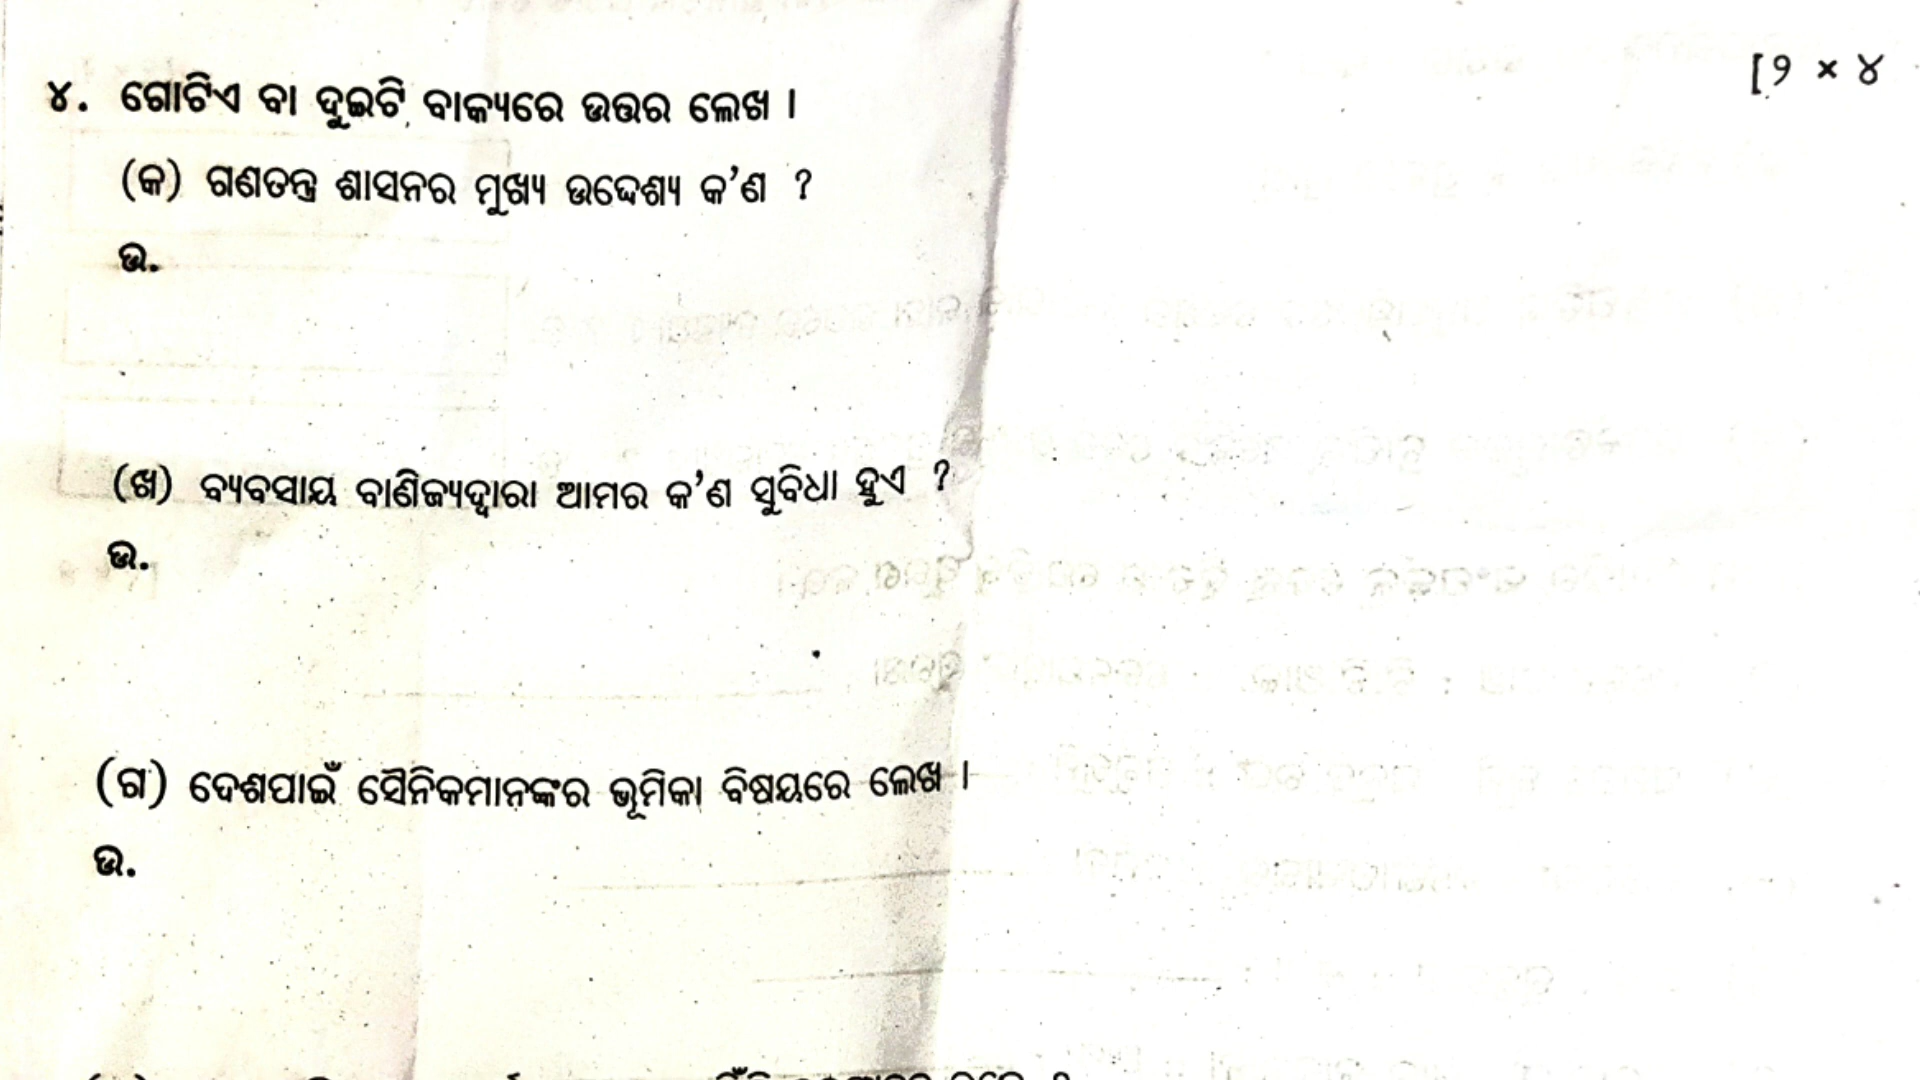 ୪. ଗୋଟିଏ ବା ଦୁଇଟି ବାକ୍ୟରେ ଉତ୍ତର ଲେଖ । [୨ × ୪
(କ) ଗଣତନ୍ତ୍ର ଶାସନର ମୁଖ୍ୟ ଉଦ୍ଦେଶ୍ୟ କ’ଣ ?
ଉ.
(ଖ) ବ୍ୟବସାୟ ବାଣିଜ୍ୟଦ୍ୱାରା ଆମର କ’ଣ ସୁବିଧା ହୁଏ ?
ଉ.
(ଗ) ଦେଶପାଇଁ ସୈନିକମାନଙ୍କର ଭୂମିକା ବିଷୟରେ ଲେଖ ।
ଉ.